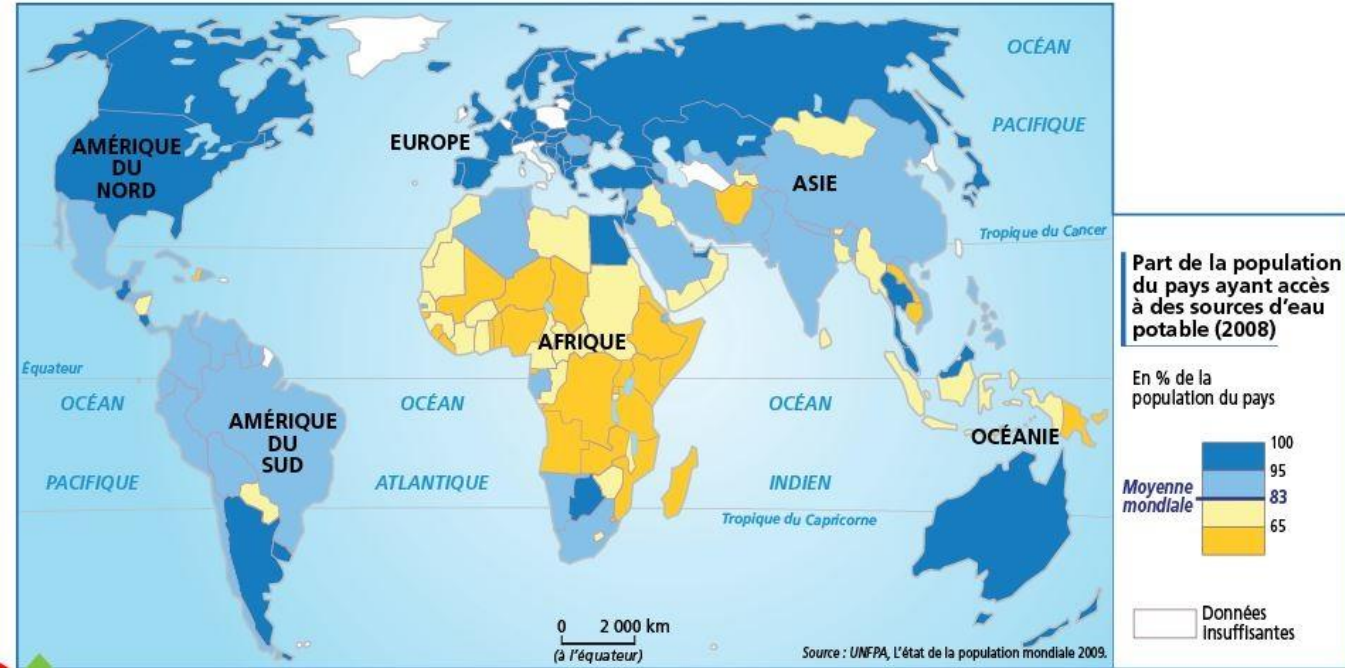 OCÉAN
PACIFIQUE
AMÉRIQUE
DU
NORD
EUROPE
ASIE
Tropique du Cancer
AFRIQUE
Équateur
OCÉAN
PACIFIQUE
AMÉRIQUE
DU
SUD
OCÉAN
ATLANTIQUE
OCÉAN
INDIEN
OCÉANIE
Tropique du Capricorne
0 2 000 km
(à l'équateur)
Source : UNFPA, L'état de la population mondiale 2009.
Part de la population
du pays ayant accès
à des sources d'eau
potable (2008)
En % de la
population du pays
100
95
Moyenne
mondiale
83
65
Données
insuffisantes